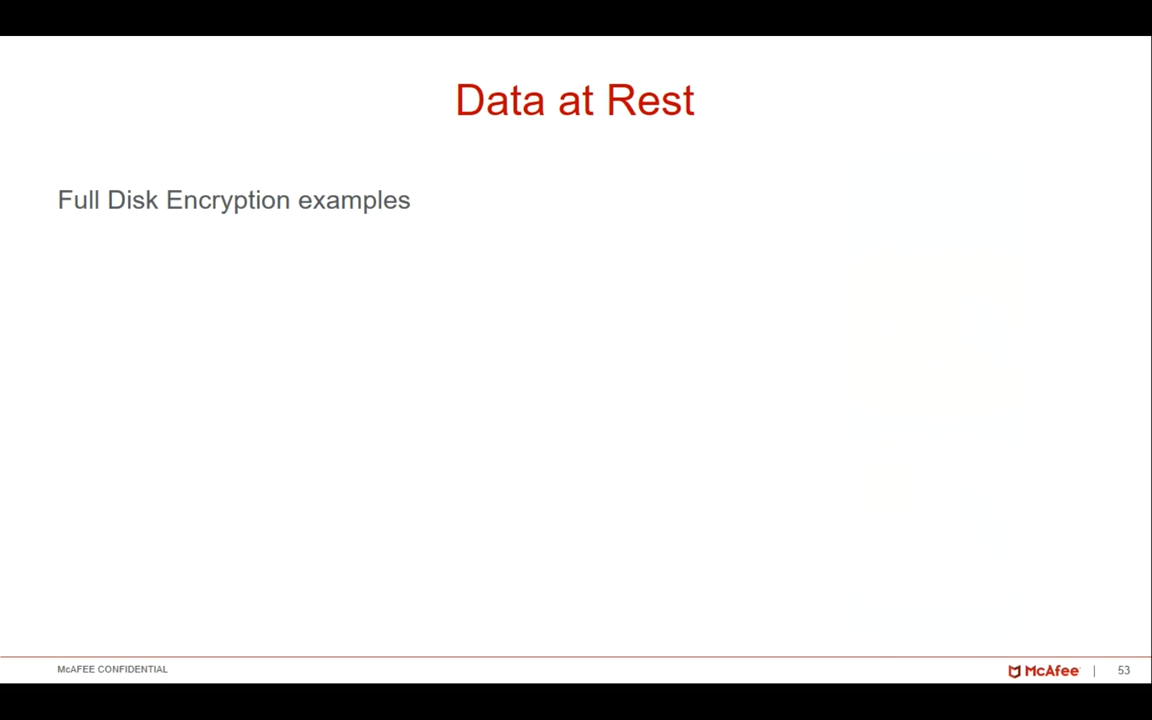 Data at Rest
Full Disk Encryption examples
McAFEE CONFIDENTIAL
McAfee | 53